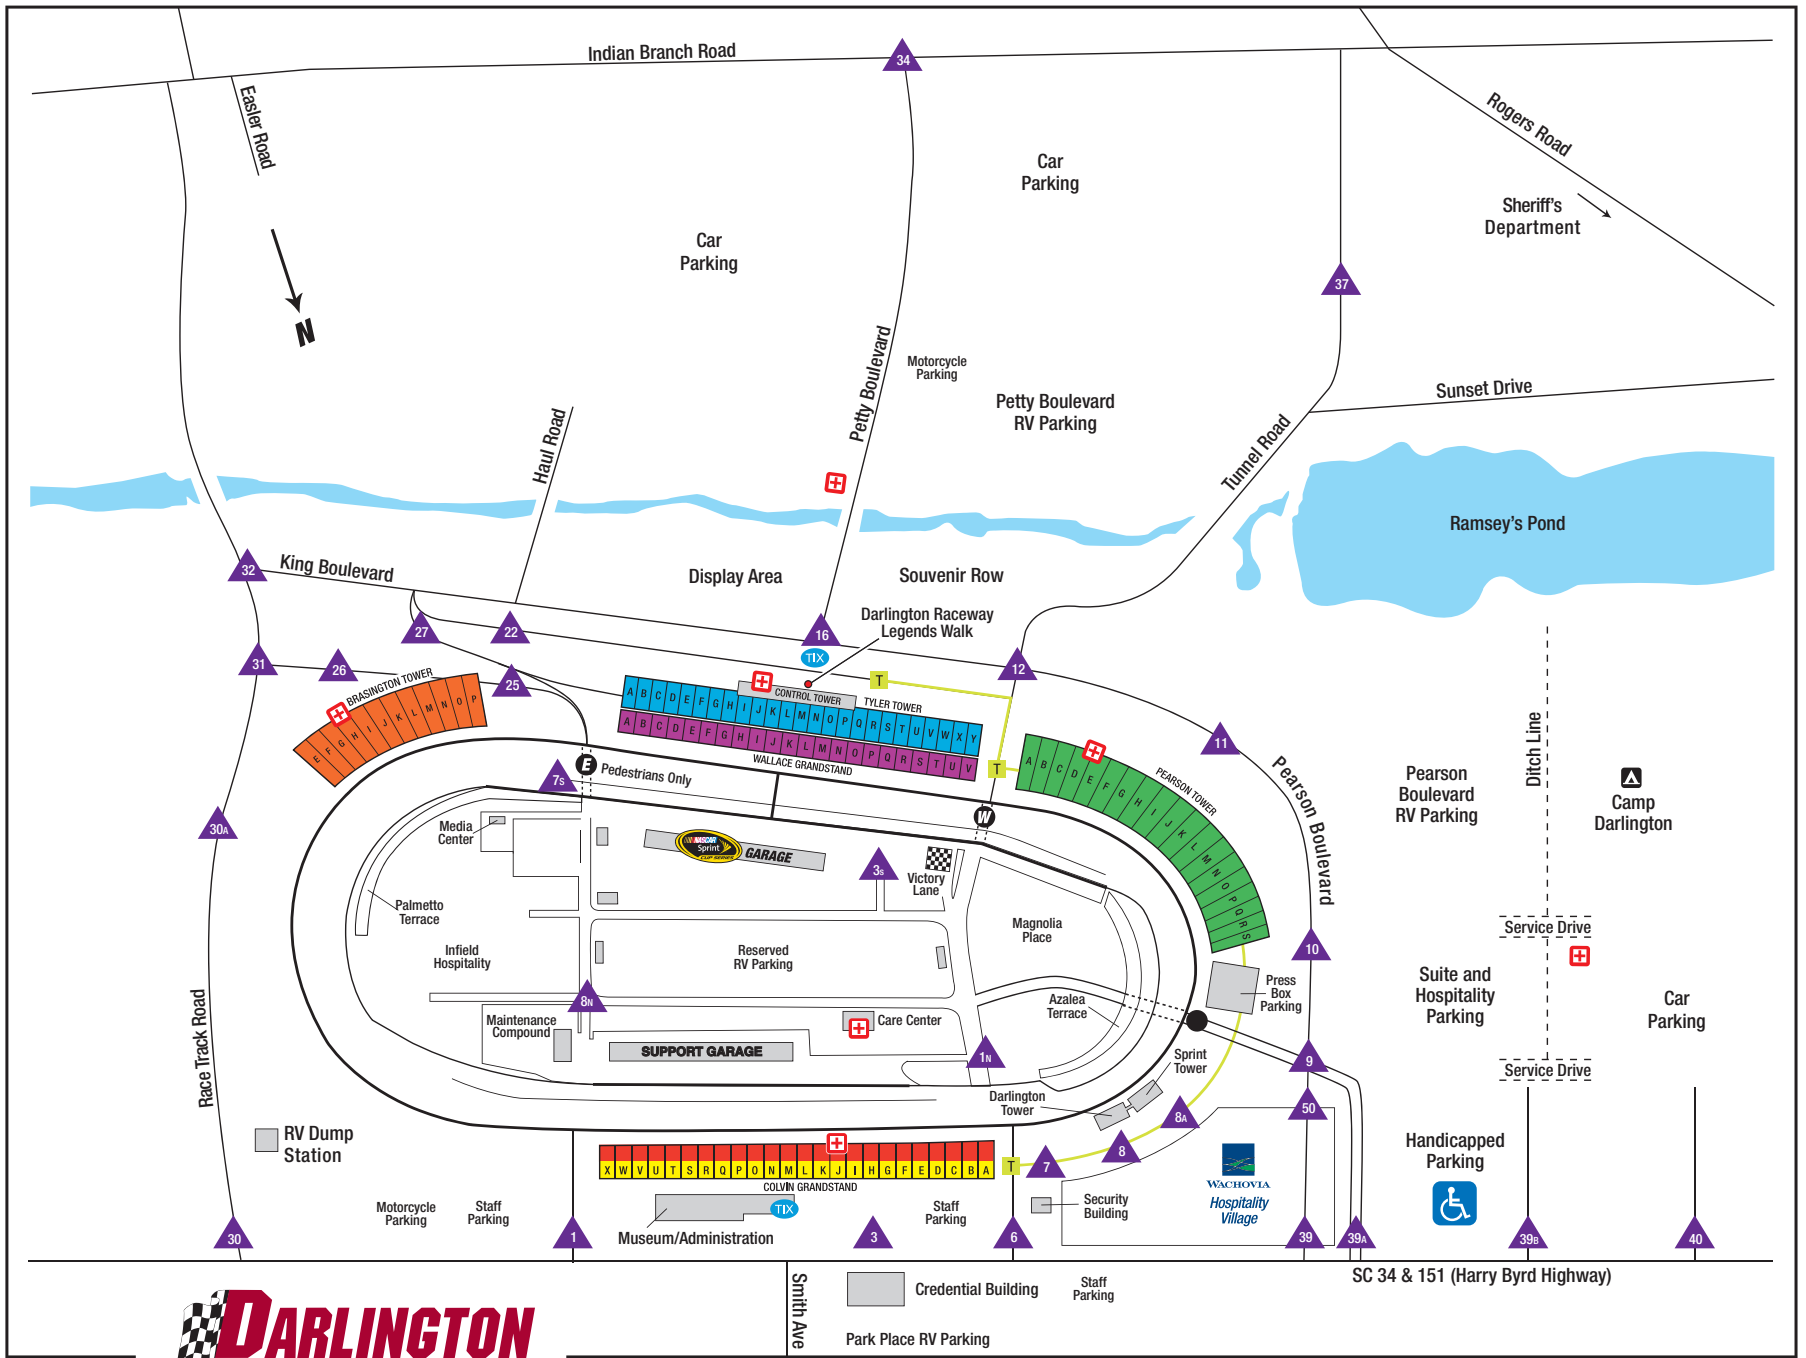 Indian Branch Road
34
Easler Road
Rogers Road
Car
Parking
Sheriff's
Department
Car
Parking
37
N
Petty Boulevard
Motorcycle
Parking
Petty Boulevard
RV Parking
Sunset Drive
Haul Road
Tunnel Road
Ramsey's Pond
32
King Boulevard
Display Area
Souvenir Row
Darlington Raceway
Legends Walk
27
22
16
TIX
31
26
25
12
BRASINGTON TOWER
E F G H I J K L M N O P
T
CONTROL TOWER
TYLER TOWER
A B C D E F G H I J K L M N O P Q R S T U V W X Y
A B C D E F G H I J K L M N O P Q R S T U V
WALLACE GRANDSTAND
T
A B C D E F G H I J K L M N O P Q R S
PEARSON TOWER
11
Pearson Boulevard
Pearson
Boulevard
RV Parking
Ditch Line
Camp
Darlington
E
7S
Pedestrians Only
W
30A
Media
Center
NASCAR
Sprint
CUP SERIES
GARAGE
3S
Victory
Lane
Palmetto
Terrace
Magnolia
Place
Infield
Hospitality
Reserved
RV Parking
10
Service Drive
Suite and
Hospitality
Parking
Press
Box
Parking
Car
Parking
Race Track Road
8N
Maintenance
Compound
Care Center
Azalea
Terrace
SUPPORT GARAGE
1N
Sprint
Tower
9
Service Drive
Darlington
Tower
50
8A
8
7
RV Dump
Station
X W V U T S R Q P O N M L K J I H G F E D C B A
T
COLVIN GRANDSTAND
Handicapped
Parking
WACHOVIA
Hospitality
Village
Motorcycle
Parking
Staff
Parking
TIX
Museum/Administration
Staff
Parking
Security
Building
30
1
3
6
39
39A
39B
40
SC 34 & 151 (Harry Byrd Highway)
Smith Ave
Credential Building
Staff
Parking
Park Place RV Parking
DARLINGTON